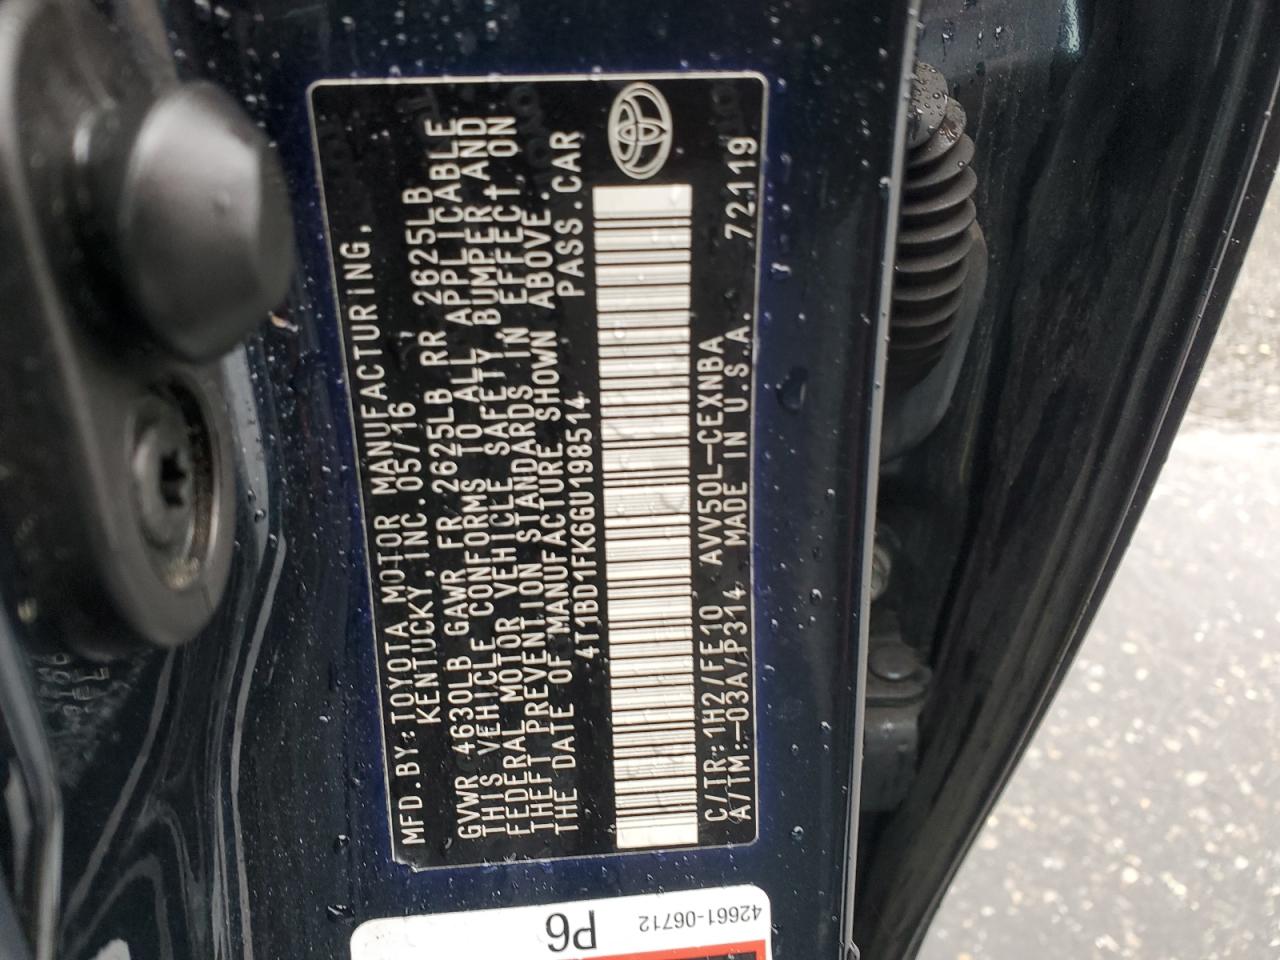 MFD.BY:TOYOTA MOTOR MANUFACTURING,
KENTUCKY,INC. 05/16
GVWR 4630LB GAWR FR 2625LB RR 2625LB
THIS VEHICLE CONFORMS TO ALL APPLICABLE
FEDERAL MOTOR VEHICLE SAFETY, BUMPER, AND
THEFT PREVENTION STANDARDS IN EFFECT ON
THE DATE OF MANUFACTURE SHOWN ABOVE.
4T1BD1FK6GU198514 PASS.CAR
C/TR:1H2/FE10 AVV50L-CEXNBA
A/TM:-03A/P314 MADE IN U.S.A. 72119
P6
42661-06712